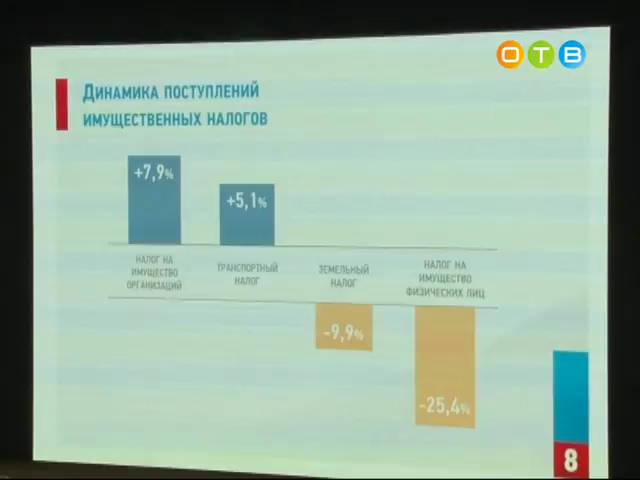 ОТВ
ДИНАМИКА ПОСТУПЛЕНИЙ
ИМУЩЕСТВЕННЫХ НАЛОГОВ
+7,9%
+5,1%
НАЛОГ НА
ИМУЩЕСТВО
ОРГАНИЗАЦИЙ
ТРАНСПОРТНЫЙ
НАЛОГ
ЗЕМЕЛЬНЫЙ
НАЛОГ
НАЛОГ НА
ИМУЩЕСТВО
ФИЗИЧЕСКИХ ЛИЦ
-9,9%
-25,4%
8